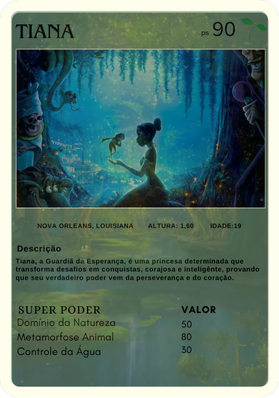 TIANA
ps 90
NOVA ORLEANS, LOUISIANA ALTURA: 1,60 IDADE:19
Descrição
Tiana, a Guardiã da Esperança, é uma princesa determinada que
transforma desafios em conquistas, corajosa e inteligênte, provando
que seu verdadeiro poder vem da perseverança e do coração.
SUPER PODER VALOR
Domínio da Natureza 50
Metamorfose Animal 80
Controle da Água 30